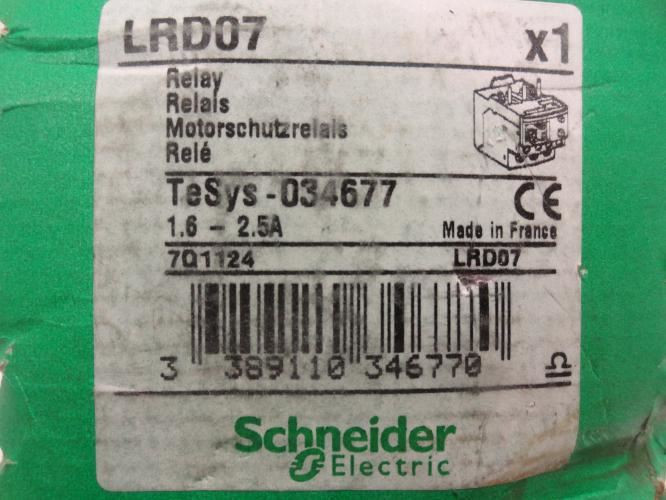 LRD07 x1
Relay
Relais
Motorschutzrelais
Relé
TeSys-034677 CE
1.6 - 2.5A Made in France
7Q1124 LRD07
3 389110 346770
Schneider
Electric